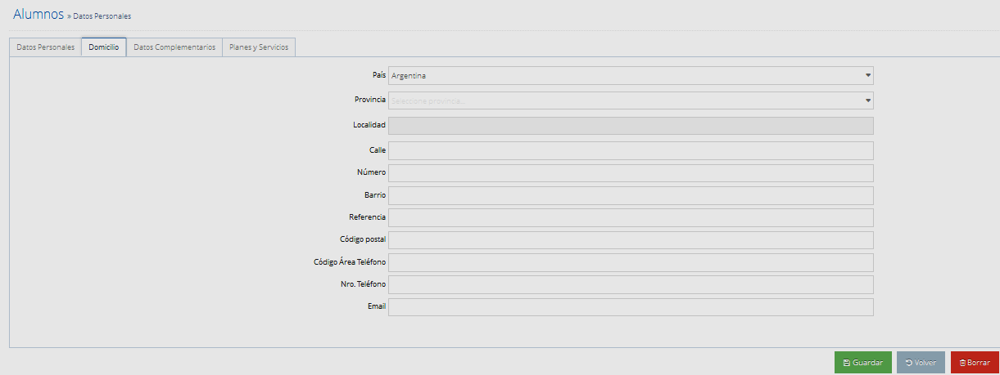 Alumnos » Datos Personales
Datos Personales Domicilio Datos Complementarios Planes y Servicios
País Argentina
Provincia Seleccione provincia...
Localidad
Calle
Número
Barrio
Referencia
Código postal
Código Área Teléfono
Nro. Teléfono
Email
Guardar Volver Borrar